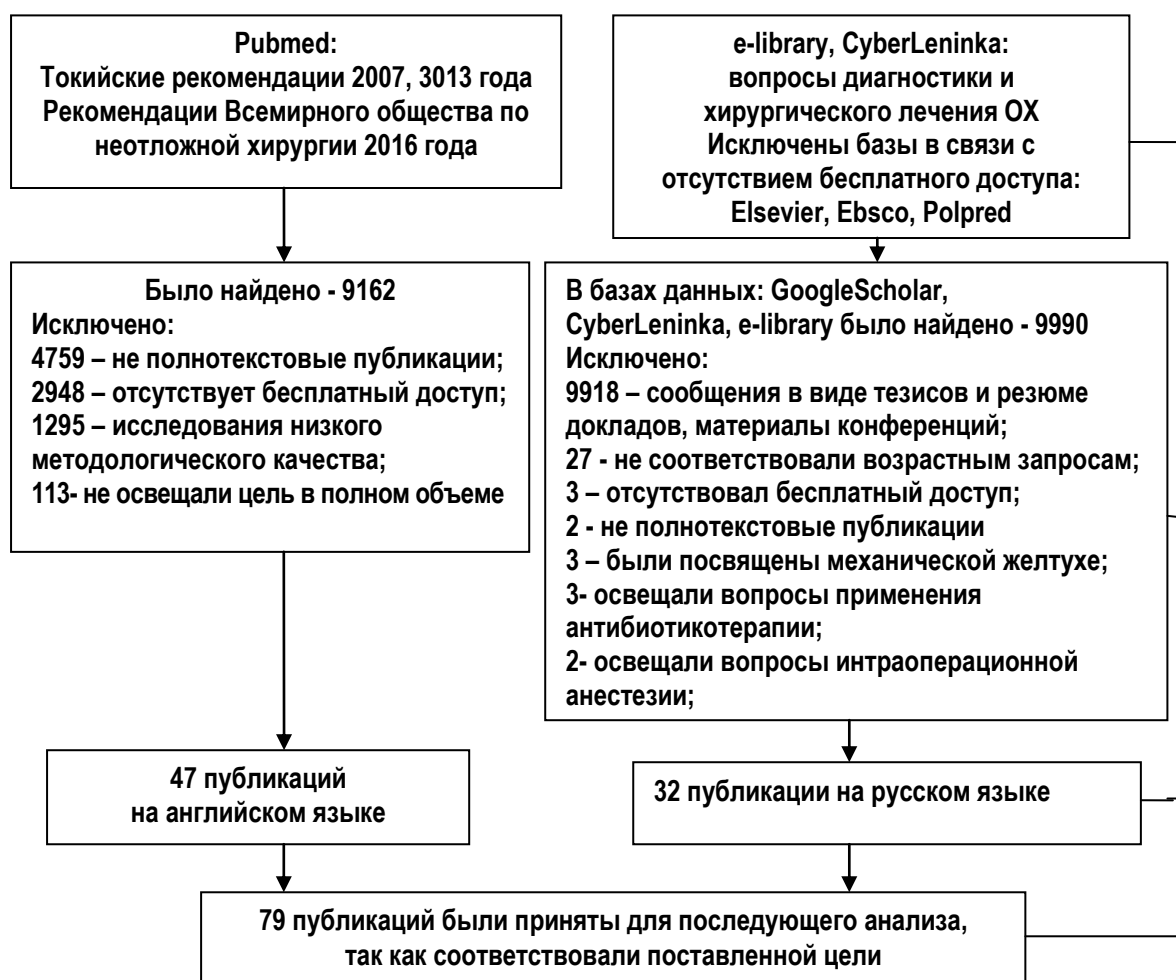 Pubmed:
Токийские рекомендации 2007, 3013 года
Рекомендации Всемирного общества по
неотложной хирургии 2016 года
e-library, CyberLeninka:
вопросы диагностики и
хирургического лечения ОХ
Исключены базы в связи с
отсутствием бесплатного доступа:
Elsevier, Ebsco, Polpred
Было найдено - 9162
Исключено:
4759 – не полнотекстовые публикации;
2948 – отсутствует бесплатный доступ;
1295 – исследования низкого
методологического качества;
113- не освещали цель в полном объеме
В базах данных: GoogleScholar,
CyberLeninka, e-library было найдено - 9990
Исключено:
9918 – сообщения в виде тезисов и резюме
докладов, материалы конференций;
27 - не соответствовали возрастным запросам;
3 – отсутствовал бесплатный доступ;
2 - не полнотекстовые публикации
3 – были посвящены механической желтухе;
3- освещали вопросы применения
антибиотикотерапии;
2- освещали вопросы интраоперационной
анестезии;
47 публикаций
на английском языке
32 публикации на русском языке
79 публикаций были приняты для последующего анализа,
так как соответствовали поставленной цели